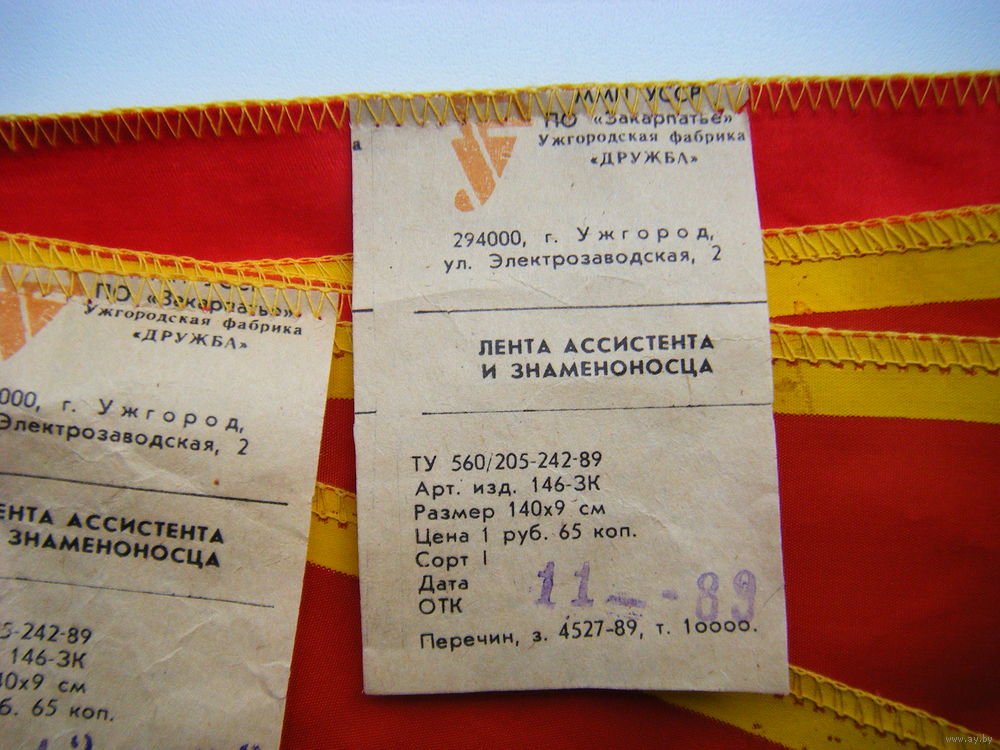 УССР
ПО «Закарпатье»
Ужгородская фабрика
«ДРУЖБА»
294000, г. Ужгород,
ул. Электрозаводская, 2
ЛЕНТА АССИСТЕНТА
И ЗНАМЕНОНОСЦА
ТУ 560/205-242-89
Арт. изд. 146-ЗК
Размер 140х9 см
Цена 1 руб. 65 коп.
Сорт I
Дата
ОТК
11 - -89
Перечин, з. 4527-89, т. 10000.
а
ПО «Закарпатье»
Ужгородская фабрика
«ДРУЖБА»
000, г. Ужгород,
Электрозаводская, 2
ЕНТА АССИСТЕНТА
ЗНАМЕНОНОСЦА
5-242-89
146-ЗК
40х9 см
б. 65 коп.
www.ay.by